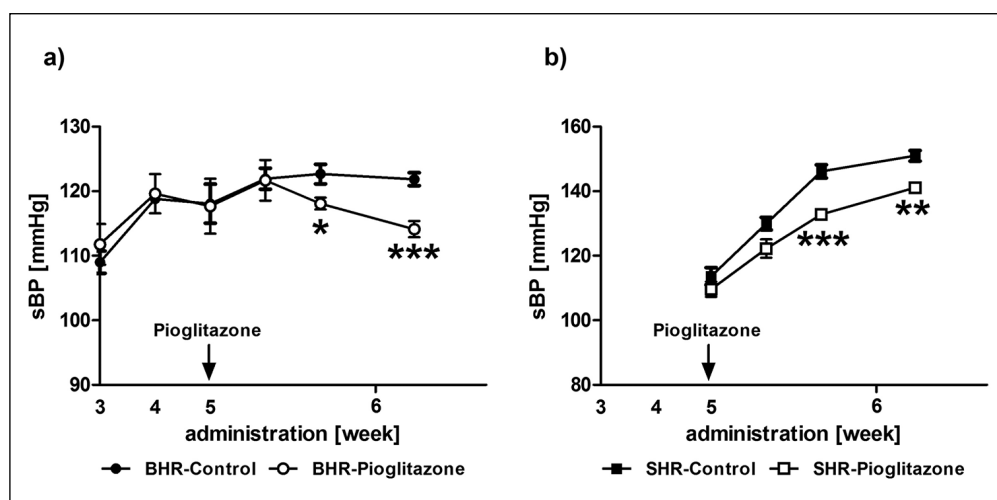 a)
sBP [mmHg]
130
120
110
100
90
*
***
Pioglitazone
3 4 5 6
administration [week]
BHR-Control BHR-Pioglitazone
b)
sBP [mmHg]
160
140
120
100
80
***
**
Pioglitazone
3 4 5 6
administration [week]
SHR-Control SHR-Pioglitazone